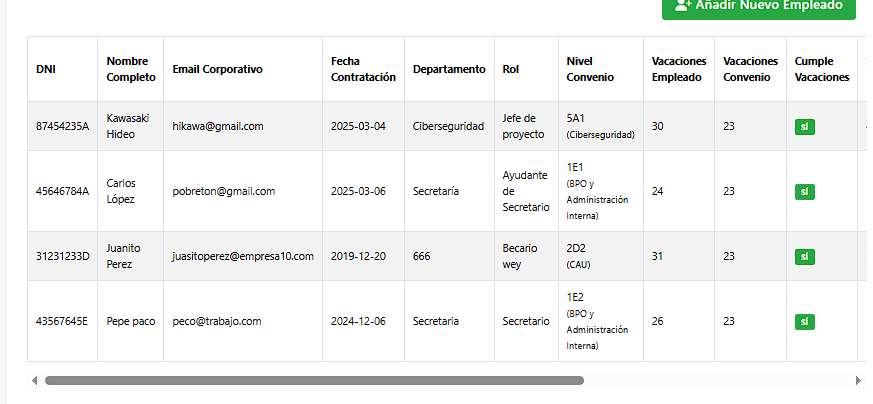 Añadir Nuevo Empleado
DNI
Nombre
Completo
Email Corporativo
Fecha
Contratación
Departamento
Rol
Nivel
Convenio
Vacaciones
Empleado
Vacaciones
Convenio
Cumple
Vacaciones
87454235A
Kawasaki
Hideo
hikawa@gmail.com
2025-03-04
Ciberseguridad
Jefe de
proyecto
5A1
(Ciberseguridad)
30
23
sí
45646784A
Carlos
López
pobreton@gmail.com
2025-03-06
Secretaría
Ayudante
de
Secretario
1E1
(BPO y
Administración
Interna)
24
23
sí
31231233D
Juanito
Perez
juasitoperez@empresa10.com
2019-12-20
666
Becario
wey
2D2
(CAU)
31
23
sí
43567645E
Pepe paco
peco@trabajo.com
2024-12-06
Secretaria
Secretario
1E2
(BPO y
Administración
Interna)
26
23
sí